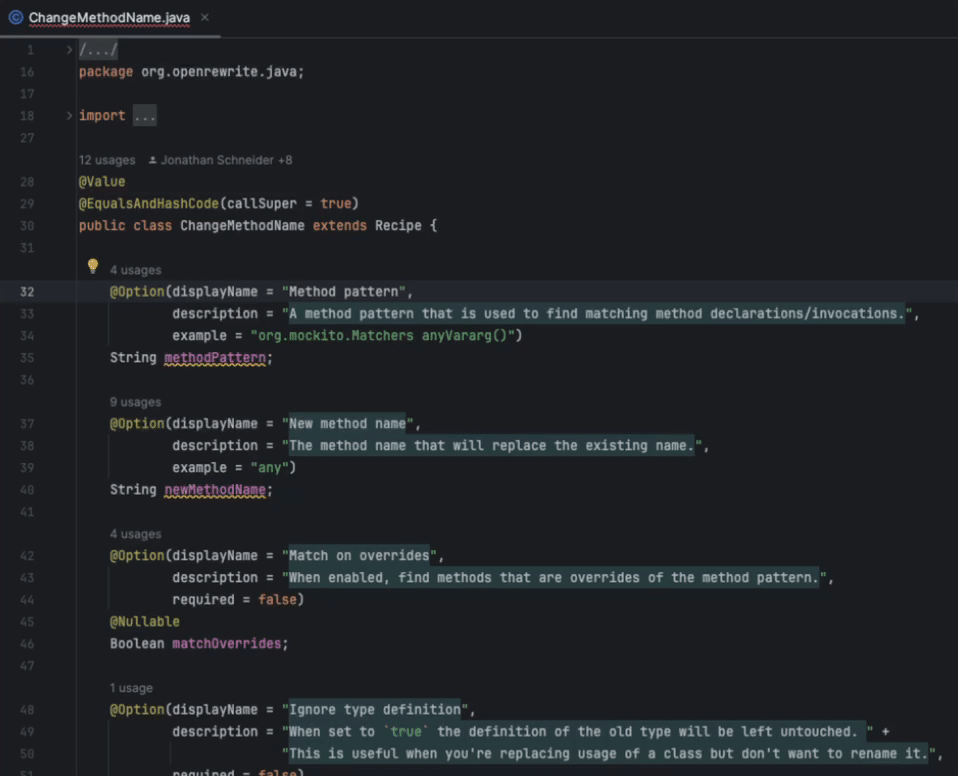 ChangeMethodName.java
1 /.../
16 package org.openrewrite.java;
17
18 import ...
27
12 usages Jonathan Schneider +8
28 @Value
29 @EqualsAndHashCode(callSuper = true)
30 public class ChangeMethodName extends Recipe {
31
4 usages
32 @Option(displayName = "Method pattern",
33 description = "A method pattern that is used to find matching method declarations/invocations.",
34 example = "org.mockito.Matchers anyVararg()")
35 String methodPattern;
36
9 usages
37 @Option(displayName = "New method name",
38 description = "The method name that will replace the existing name.",
39 example = "any")
40 String newMethodName;
41
4 usages
42 @Option(displayName = "Match on overrides",
43 description = "When enabled, find methods that are overrides of the method pattern.",
44 required = false)
45 @Nullable
46 Boolean matchOverrides;
47
1 usage
48 @Option(displayName = "Ignore type definition",
49 description = "When set to `true` the definition of the old type will be left untouched. " +
50 "This is useful when you're replacing usage of a class but don't want to rename it.",
51 required = false)